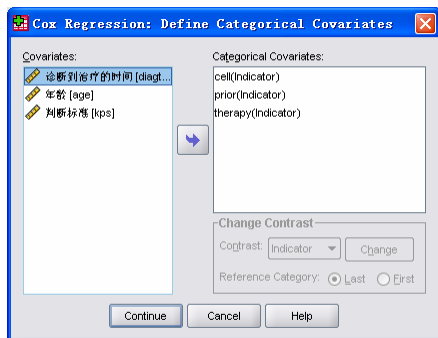 Cox Regression: Define Categorical Covariates
Covariates:
诊断到治疗的时间 [diagt...
年龄 [age]
判断标准 [kps]
Categorical Covariates:
cell(Indicator)
prior(Indicator)
therapy(Indicator)
Change Contrast
Contrast:
Indicator
Change
Reference Category:
Last
First
Continue
Cancel
Help